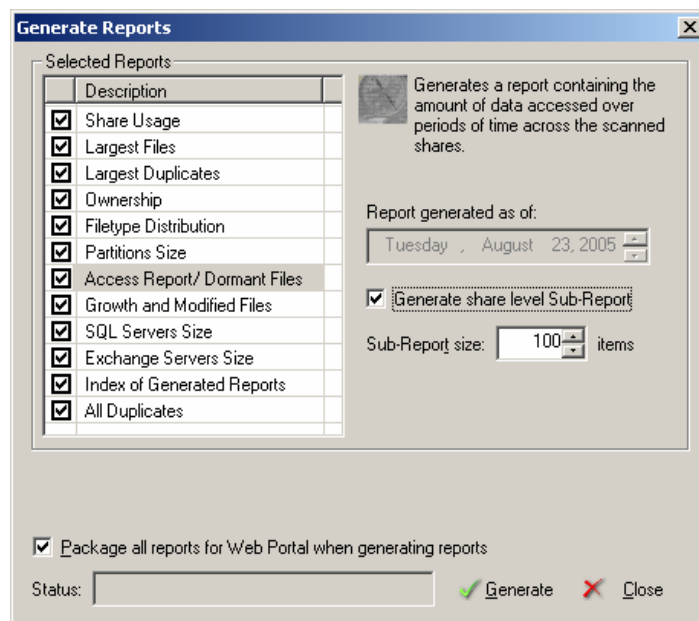 Generate Reports
Selected Reports
Description
Share Usage
Largest Files
Largest Duplicates
Ownership
Filetype Distribution
Partitions Size
Access Report/ Dormant Files
Growth and Modified Files
SQL Servers Size
Exchange Servers Size
Index of Generated Reports
All Duplicates
Generates a report containing the
amount of data accessed over
periods of time across the scanned
shares.
Report generated as of:
Tuesday , August 23, 2005
Generate share level Sub-Report
Sub-Report size: 100 items
Package all reports for Web Portal when generating reports
Status:
Generate
Close